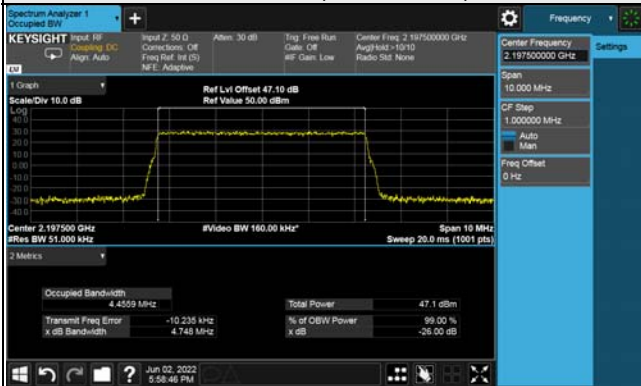 Spectrum Analyzer 1
Occupied BW
+
Frequency
KEYSIGHT Input: RF
Coupling: DC
Align: Auto
Input Z: 50 Ω
Corrections: Off
Freq Ref: Int (S)
NFE: Adaptive
Atten: 30 dB
Trig: Free Run
Gate: Off
#IF Gain: Low
Center Freq: 2.197500000 GHz
Avg|Hold:>10/10
Radio Std: None
LXI
Center Frequency
2.197500000 GHz
Settings
Span
10.000 MHz
CF Step
1.000000 MHz
Auto
Man
Freq Offset
0 Hz
1 Graph
Scale/Div 10.0 dB
Ref Lvl Offset 47.10 dB
Ref Value 50.00 dBm
Log
40.0
30.0
20.0
10.0
0.00
-10.0
-20.0
-30.0
-40.0
Center 2.197500 GHz
#Res BW 51.000 kHz
#Video BW 160.00 kHz*
Span 10 MHz
Sweep 20.0 ms (1001 pts)
2 Metrics
Occupied Bandwidth
4.4559 MHz
Total Power 47.1 dBm
Transmit Freq Error -10.235 kHz
% of OBW Power 99.00 %
x dB Bandwidth 4.748 MHz
x dB -26.00 dB
?
Jun 02, 2022
5:58:46 PM